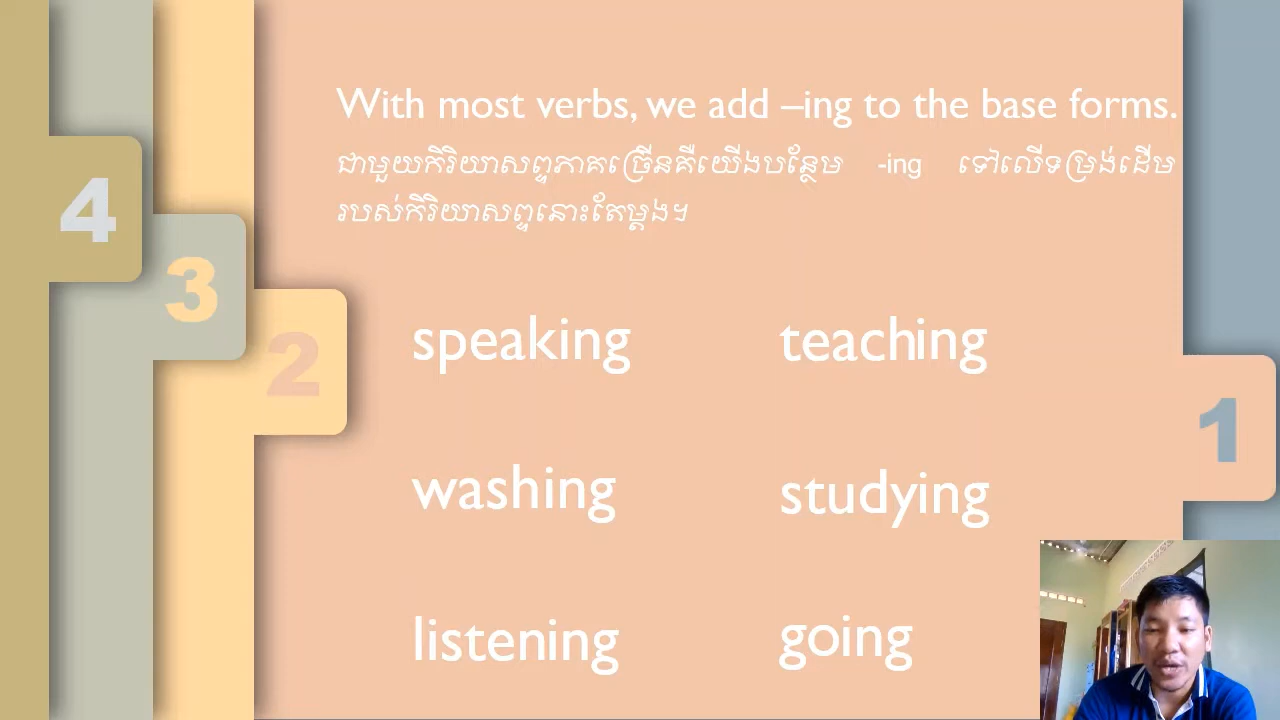 With most verbs, we add –ing to the base forms.
ជាមួយកិរិយាសព្ទភាគច្រើនគឺយើងបន្ថែម -ing ទៅលើទម្រង់ដើម
របស់កិរិយាសព្ទនោះតែម្ដង។
4
3
2
1
speaking teaching
washing studying
listening going